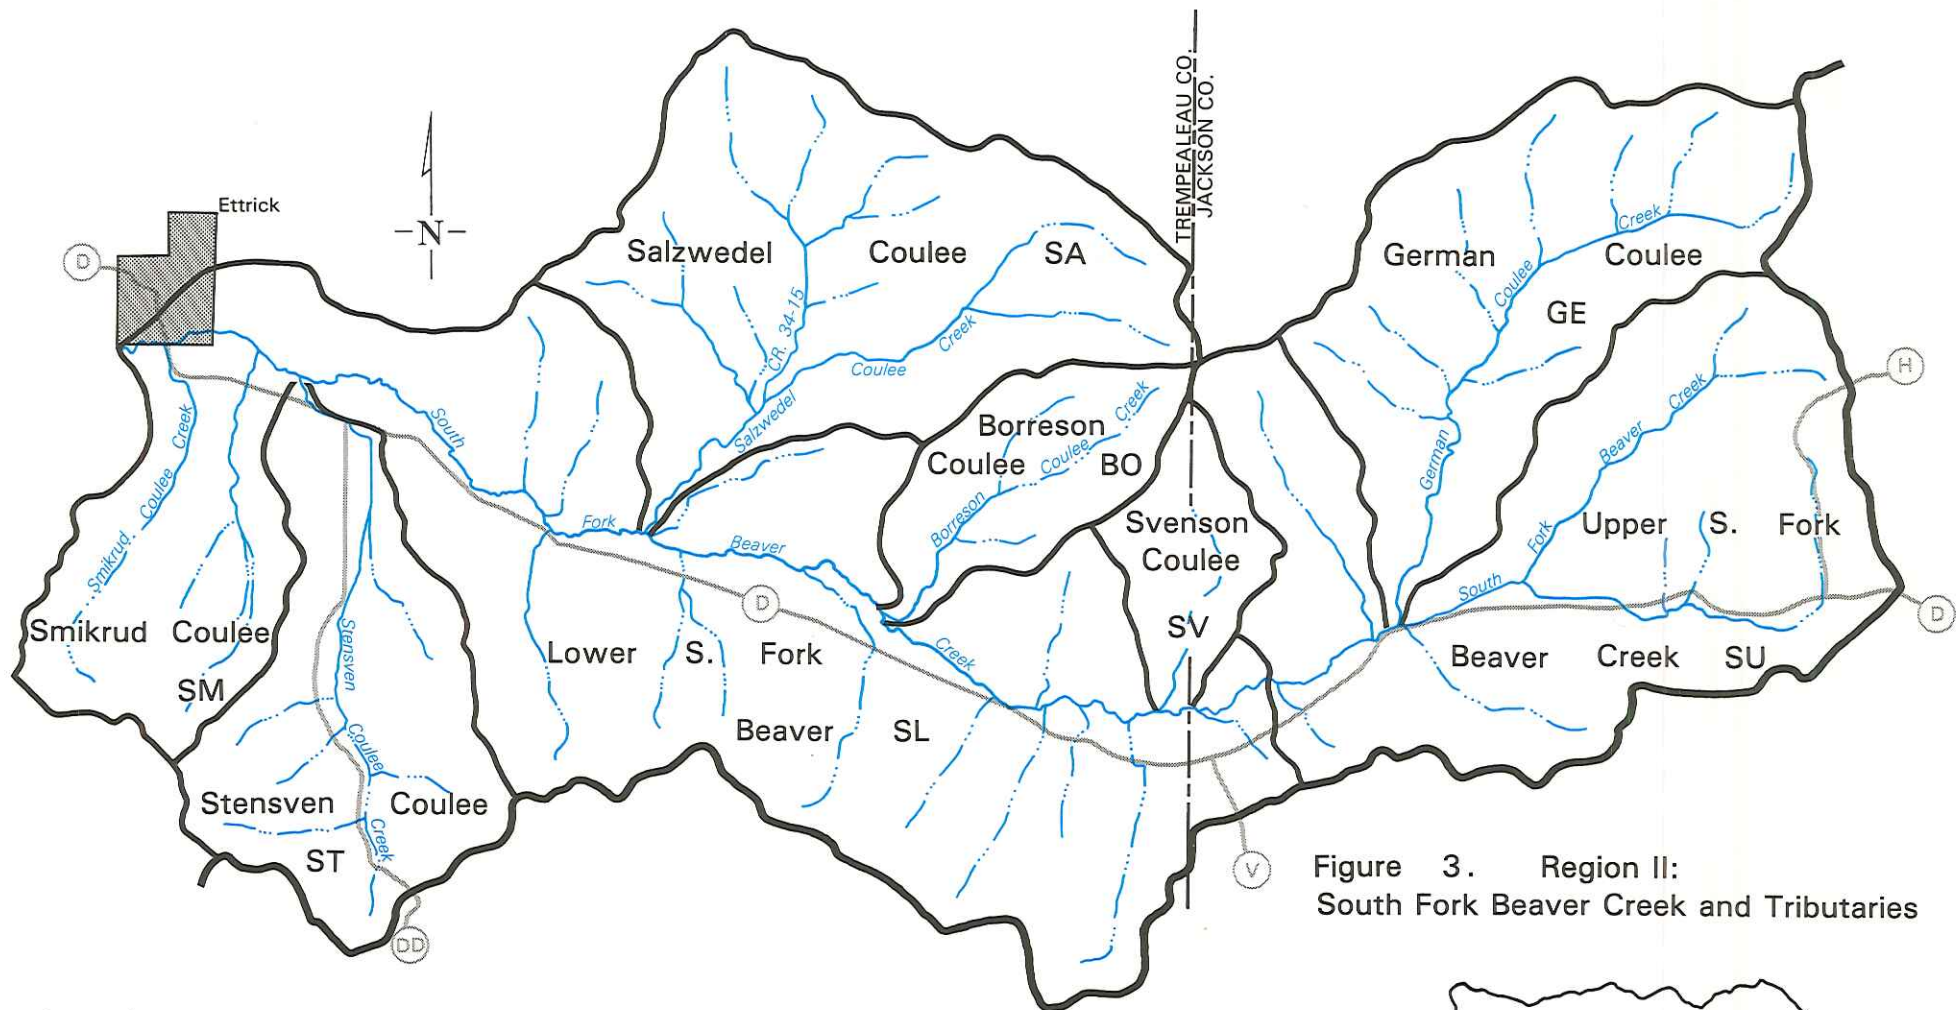 TREMPEALEAU CO.
JACKSON CO.
Ettrick
D
N
Salzwedel Coulee SA
CR. 34-15
Salzwedel Coulee Creek
German Coulee
GE
German Coulee Creek
H
South Fork Beaver Creek
Borreson
Coulee BO
Borreson Coulee Creek
Svenson
Coulee
SV
Upper S. Fork
Beaver Creek SU
South Fork Beaver Creek
D
Smikrud Coulee Creek
Smikrud Coulee
SM
Stensven Coulee Creek
Stensven Coulee
ST
DD
D
Lower S. Fork
Beaver SL
V
Figure 3. Region II:
South Fork Beaver Creek and Tributaries